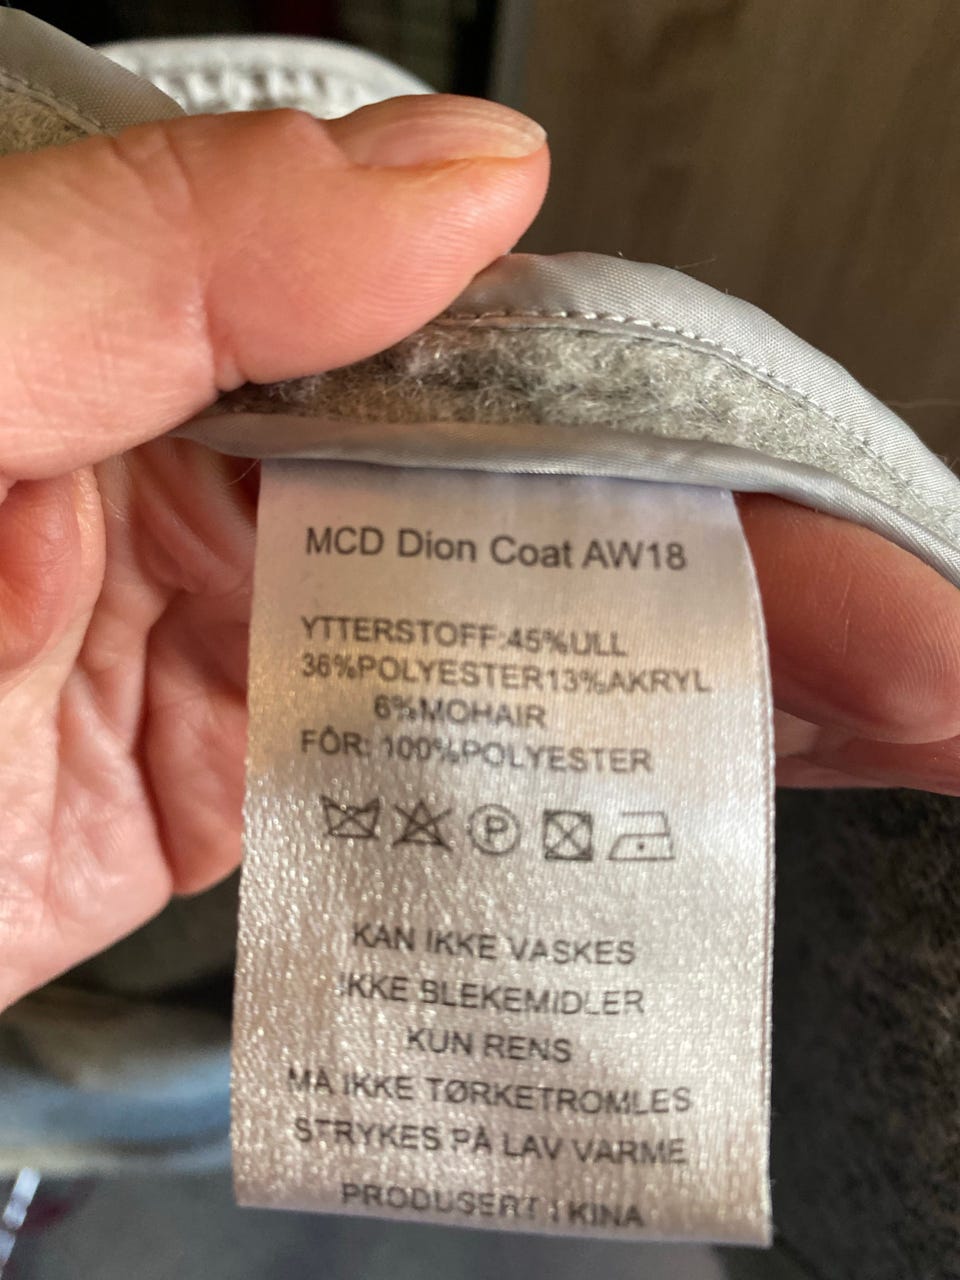 MCD Dion Coat AW18
YTTERSTOFF:45%ULL
36%POLYESTER13%AKRYL
6%MOHAIR
FÔR: 100%POLYESTER
P
KAN IKKE VASKES
IKKE BLEKEMIDLER
KUN RENS
MÅ IKKE TØRKETROMLES
STRYKES PÅ LAV VARME
PRODUSERT I KINA